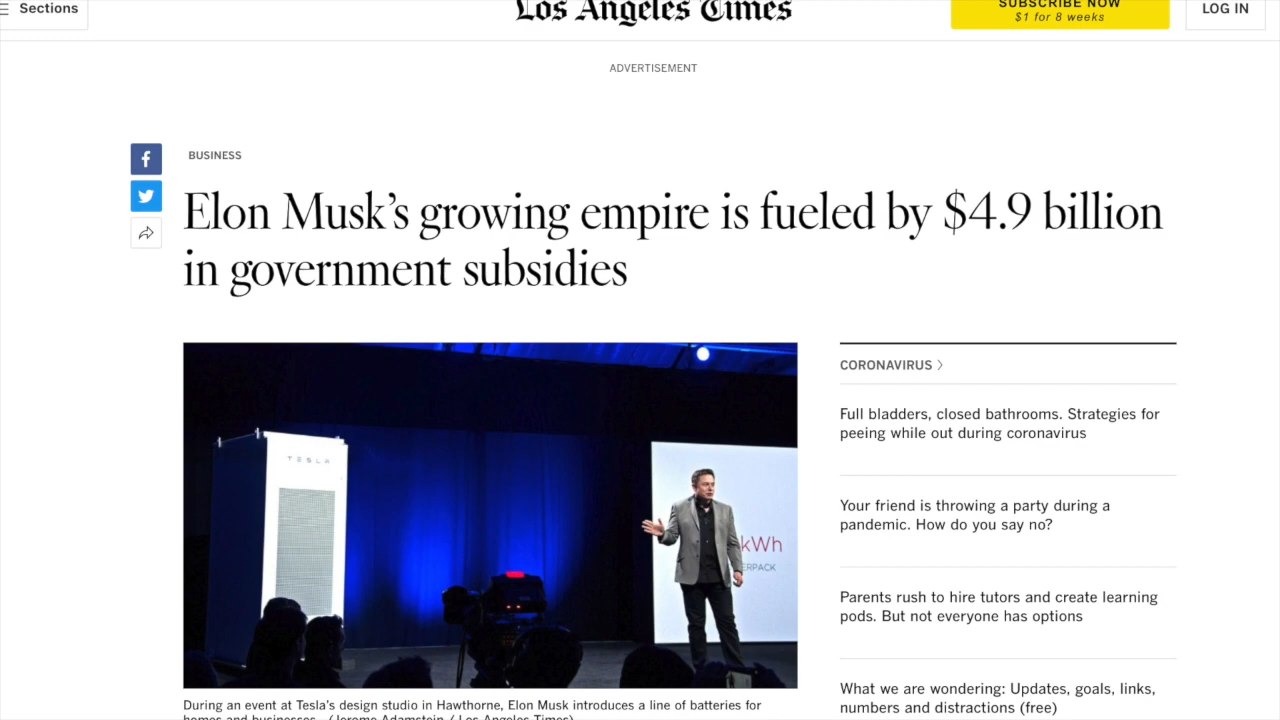 Sections
Los Angeles Times
SUBSCRIBE NOW
$1 for 8 weeks
LOG IN
ADVERTISEMENT
BUSINESS
Elon Musk’s growing empire is fueled by $4.9 billion
in government subsidies
TESLA
kWh
ERPACK
During an event at Tesla’s design studio in Hawthorne, Elon Musk introduces a line of batteries for
homes and businesses. (Jerome Adamstein / Los Angeles Times)
CORONAVIRUS
Full bladders, closed bathrooms. Strategies for
peeing while out during coronavirus
Your friend is throwing a party during a
pandemic. How do you say no?
Parents rush to hire tutors and create learning
pods. But not everyone has options
What we are wondering: Updates, goals, links,
numbers and distractions (free)